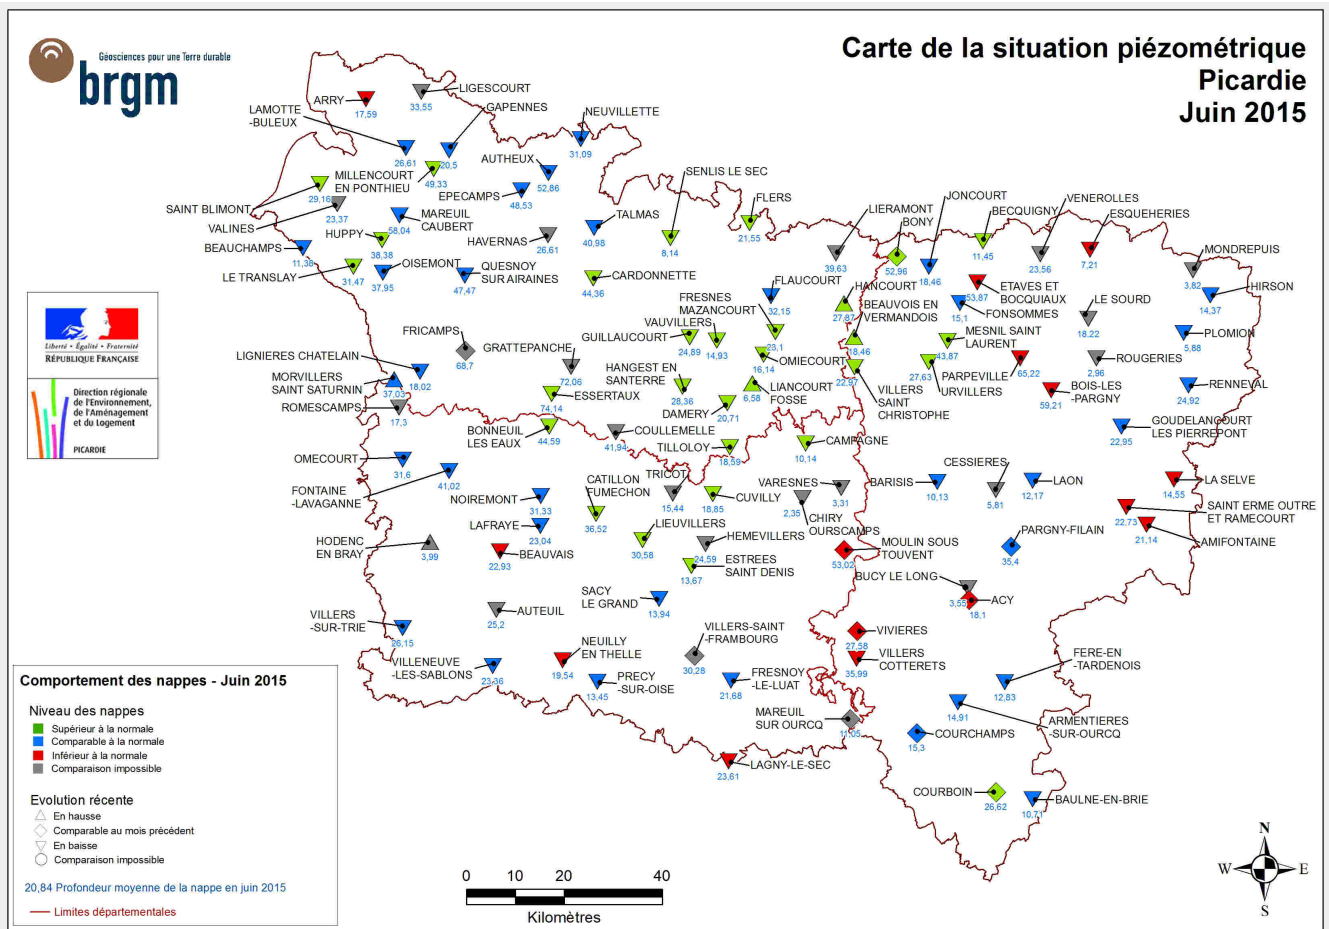 Géosciences pour une Terre durable
brgm
Carte de la situation piézométrique
Picardie
Juin 2015
ARRY
17,59
LIGESCOURT
33,55
LAMOTTE
-BULEUX
26,61
GAPENNES
20,5
NEUVILLETTE
31,09
MILLENCOURT
EN PONTHIEU
49,33
AUTHEUX
52,86
EPECAMPS
48,53
SENLIS LE SEC
8,14
FLERS
21,55
SAINT BLIMONT
29,16
VALINES
23,37
MAREUIL
CAUBERT
58,04
HUPPY
38,38
BEAUCHAMPS
11,38
LE TRANSLAY
31,47
OISEMONT
37,95
QUESNOY
SUR AIRAINES
47,47
HAVERNAS
26,61
TALMAS
40,98
CARDONNETTE
44,36
LIERAMONT
39,63
BONY
52,96
JONCOURT
18,46
BECQUIGNY
11,45
VENEROLLES
23,56
ESQUEHERIES
7,21
MONDREPUIS
3,82
HIRSON
14,37
FLAUCOURT
32,15
HANCOURT
27,87
BEAUVOIS EN
VERMANDOIS
18,46
ETAVES ET
BOCQUIAUX
53,87
FONSOMMES
15,1
LE SOURD
18,22
PLOMION
5,88
FRESNES
MAZANCOURT
23,1
VAUVILLERS
14,93
GUILLAUCOURT
24,89
OMIECOURT
16,14
MESNIL SAINT
LAURENT
43,87
URVILLERS
27,63
PARPEVILLE
65,22
ROUGERIES
2,96
RENNEVAL
24,92
FRICAMPS
68,7
GRATTEPANCHE
72,06
LIGNIERES CHATELAIN
18,02
MORVILLERS
SAINT SATURNIN
37,03
ROMESCAMPS
17,3
HANGEST EN
SANTERRE
28,36
LIANCOURT
FOSSE
6,58
VILLERS
SAINT
CHRISTOPHE
22,97
BOIS-LES
-PARGNY
59,21
ESSERTAUX
74,14
DAMERY
20,71
BONNEUIL
LES EAUX
44,59
COULLEMELLE
41,94
TILLOLOY
18,59
CAMPAGNE
10,14
GOUDELANCOURT
LES PIERREPONT
22,95
OMECOURT
31,6
FONTAINE
-LAVAGANNE
41,02
NOIREMONT
31,33
CATILLON
FUMECHON
36,52
TRICOT
15,44
CUVILLY
18,85
VARESNES
3,31
CHIRY
OURSCAMPS
2,35
BARISIS
10,13
CESSIERES
5,81
LAON
12,17
LA SELVE
14,55
SAINT ERME OUTRE
ET RAMECOURT
22,73
AMIFONTAINE
21,14
LAFRAYE
23,04
LIEUVILLERS
30,58
HEMEVILLERS
24,59
HODENC
EN BRAY
3,99
BEAUVAIS
22,93
ESTREES
SAINT DENIS
13,67
MOULIN SOUS
TOUVENT
53,02
PARGNY-FILAIN
35,4
BUCY LE LONG
3,55
ACY
18,1
SACY
LE GRAND
13,94
AUTEUIL
25,2
VILLERS
-SUR-TRIE
26,15
VILLERS-SAINT
-FRAMBOURG
30,28
VIVIERES
27,58
VILLERS
COTTERETS
35,99
VILLENEUVE
-LES-SABLONS
23,36
NEUILLY
EN THELLE
19,54
PRECY
-SUR-OISE
13,45
FRESNOY
-LE-LUAT
21,68
FERE-EN
-TARDENOIS
12,83
MAREUIL
SUR OURCQ
11,05
ARMENTIERES
-SUR-OURCQ
14,91
COURCHAMPS
15,3
LAGNY-LE-SEC
23,61
COURBOIN
26,62
BAULNE-EN-BRIE
10,71
Liberté • Égalité • Fraternité
RÉPUBLIQUE FRANÇAISE
Direction régionale
de l'Environnement,
de l'Aménagement
et du Logement
PICARDIE
Comportement des nappes - Juin 2015
Niveau des nappes
Supérieur à la normale
Comparable à la normale
Inférieur à la normale
Comparaison impossible
Evolution récente
En hausse
Comparable au mois précédent
En baisse
Comparaison impossible
20,84 Profondeur moyenne de la nappe en juin 2015
Limites départementales
0 10 20 40
Kilomètres
N
W E
S